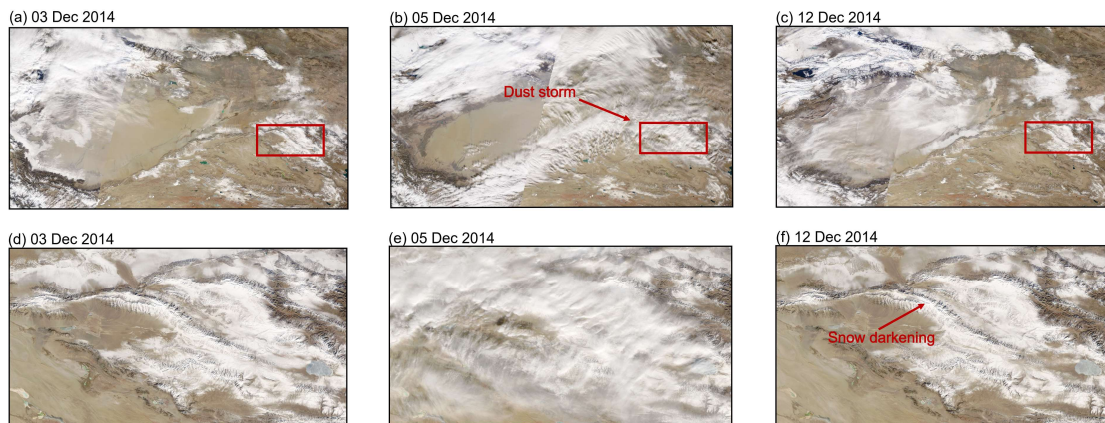 (a) 03 Dec 2014
(b) 05 Dec 2014
(c) 12 Dec 2014
Dust storm
(d) 03 Dec 2014
(e) 05 Dec 2014
(f) 12 Dec 2014
Snow darkening